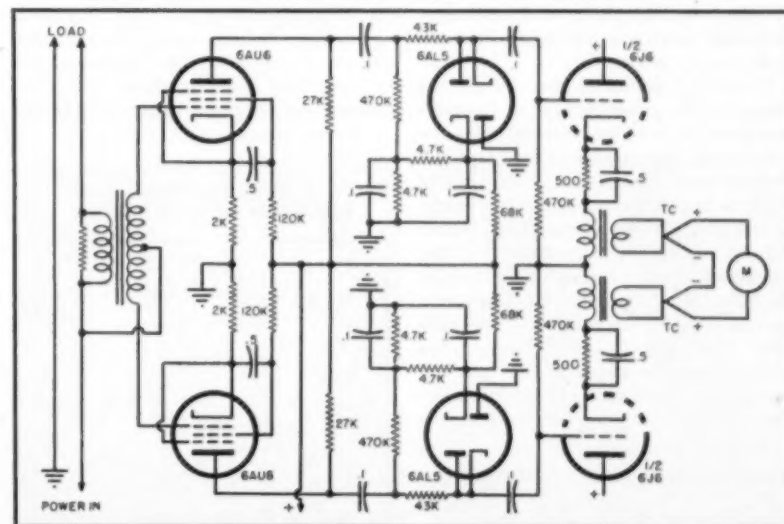 LOAD
6AU6
43K
.1
6AL5
.1
+
1/2
6J6
27K
470K
4.7K
.5
.1
4.7K
.1
500
.5
2K
120K
68K
470K
TC
+
-
M
-
TC
+
2K
120K
.1
4.7K
.1
68K
470K
.5
4.7K
500
.5
27K
470K
6AU6
6AL5
1/2
6J6
POWER IN
+
.1
43K
.1
+